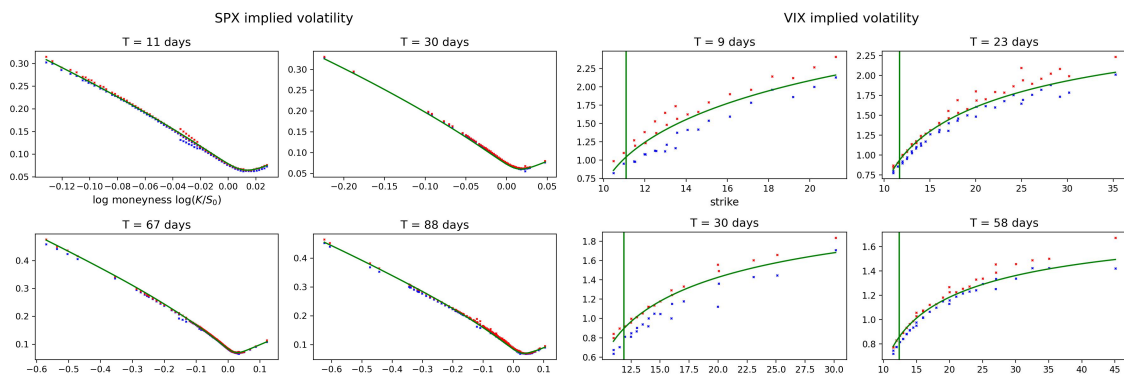 SPX implied volatility
VIX implied volatility
T = 11 days
0.30
0.25
0.20
0.15
0.10
0.05
−0.12 −0.10 −0.08 −0.06 −0.04 −0.02 0.00 0.02
log moneyness log(K/S₀)
T = 30 days
0.30
0.25
0.20
0.15
0.10
0.05
−0.20 −0.15 −0.10 −0.05 0.00 0.05
T = 9 days
2.25
2.00
1.75
1.50
1.25
1.00
0.75
10 12 14 16 18 20
strike
T = 23 days
2.25
2.00
1.75
1.50
1.25
1.00
0.75
10 15 20 25 30 35
T = 67 days
0.4
0.3
0.2
0.1
−0.6 −0.5 −0.4 −0.3 −0.2 −0.1 0.0 0.1
T = 88 days
0.5
0.4
0.3
0.2
0.1
−0.6 −0.5 −0.4 −0.3 −0.2 −0.1 0.0 0.1
T = 30 days
1.8
1.6
1.4
1.2
1.0
0.8
0.6
12.5 15.0 17.5 20.0 22.5 25.0 27.5 30.0
T = 58 days
1.6
1.4
1.2
1.0
0.8
10 15 20 25 30 35 40 45